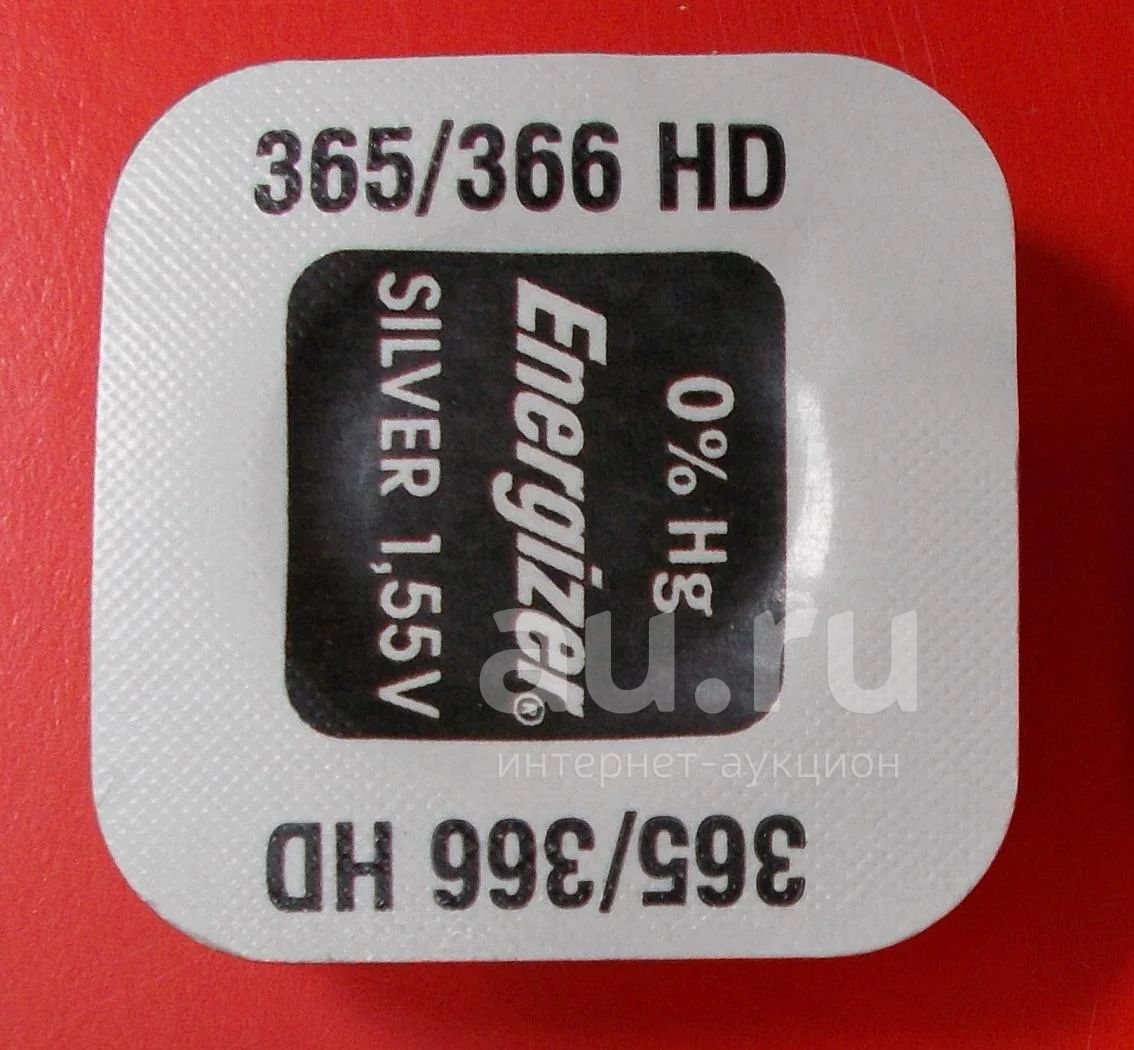 365/366 HD
0% Hg
Energizer®
SILVER 1,55V
au.ru
интернет-аукцион
365/366 HD